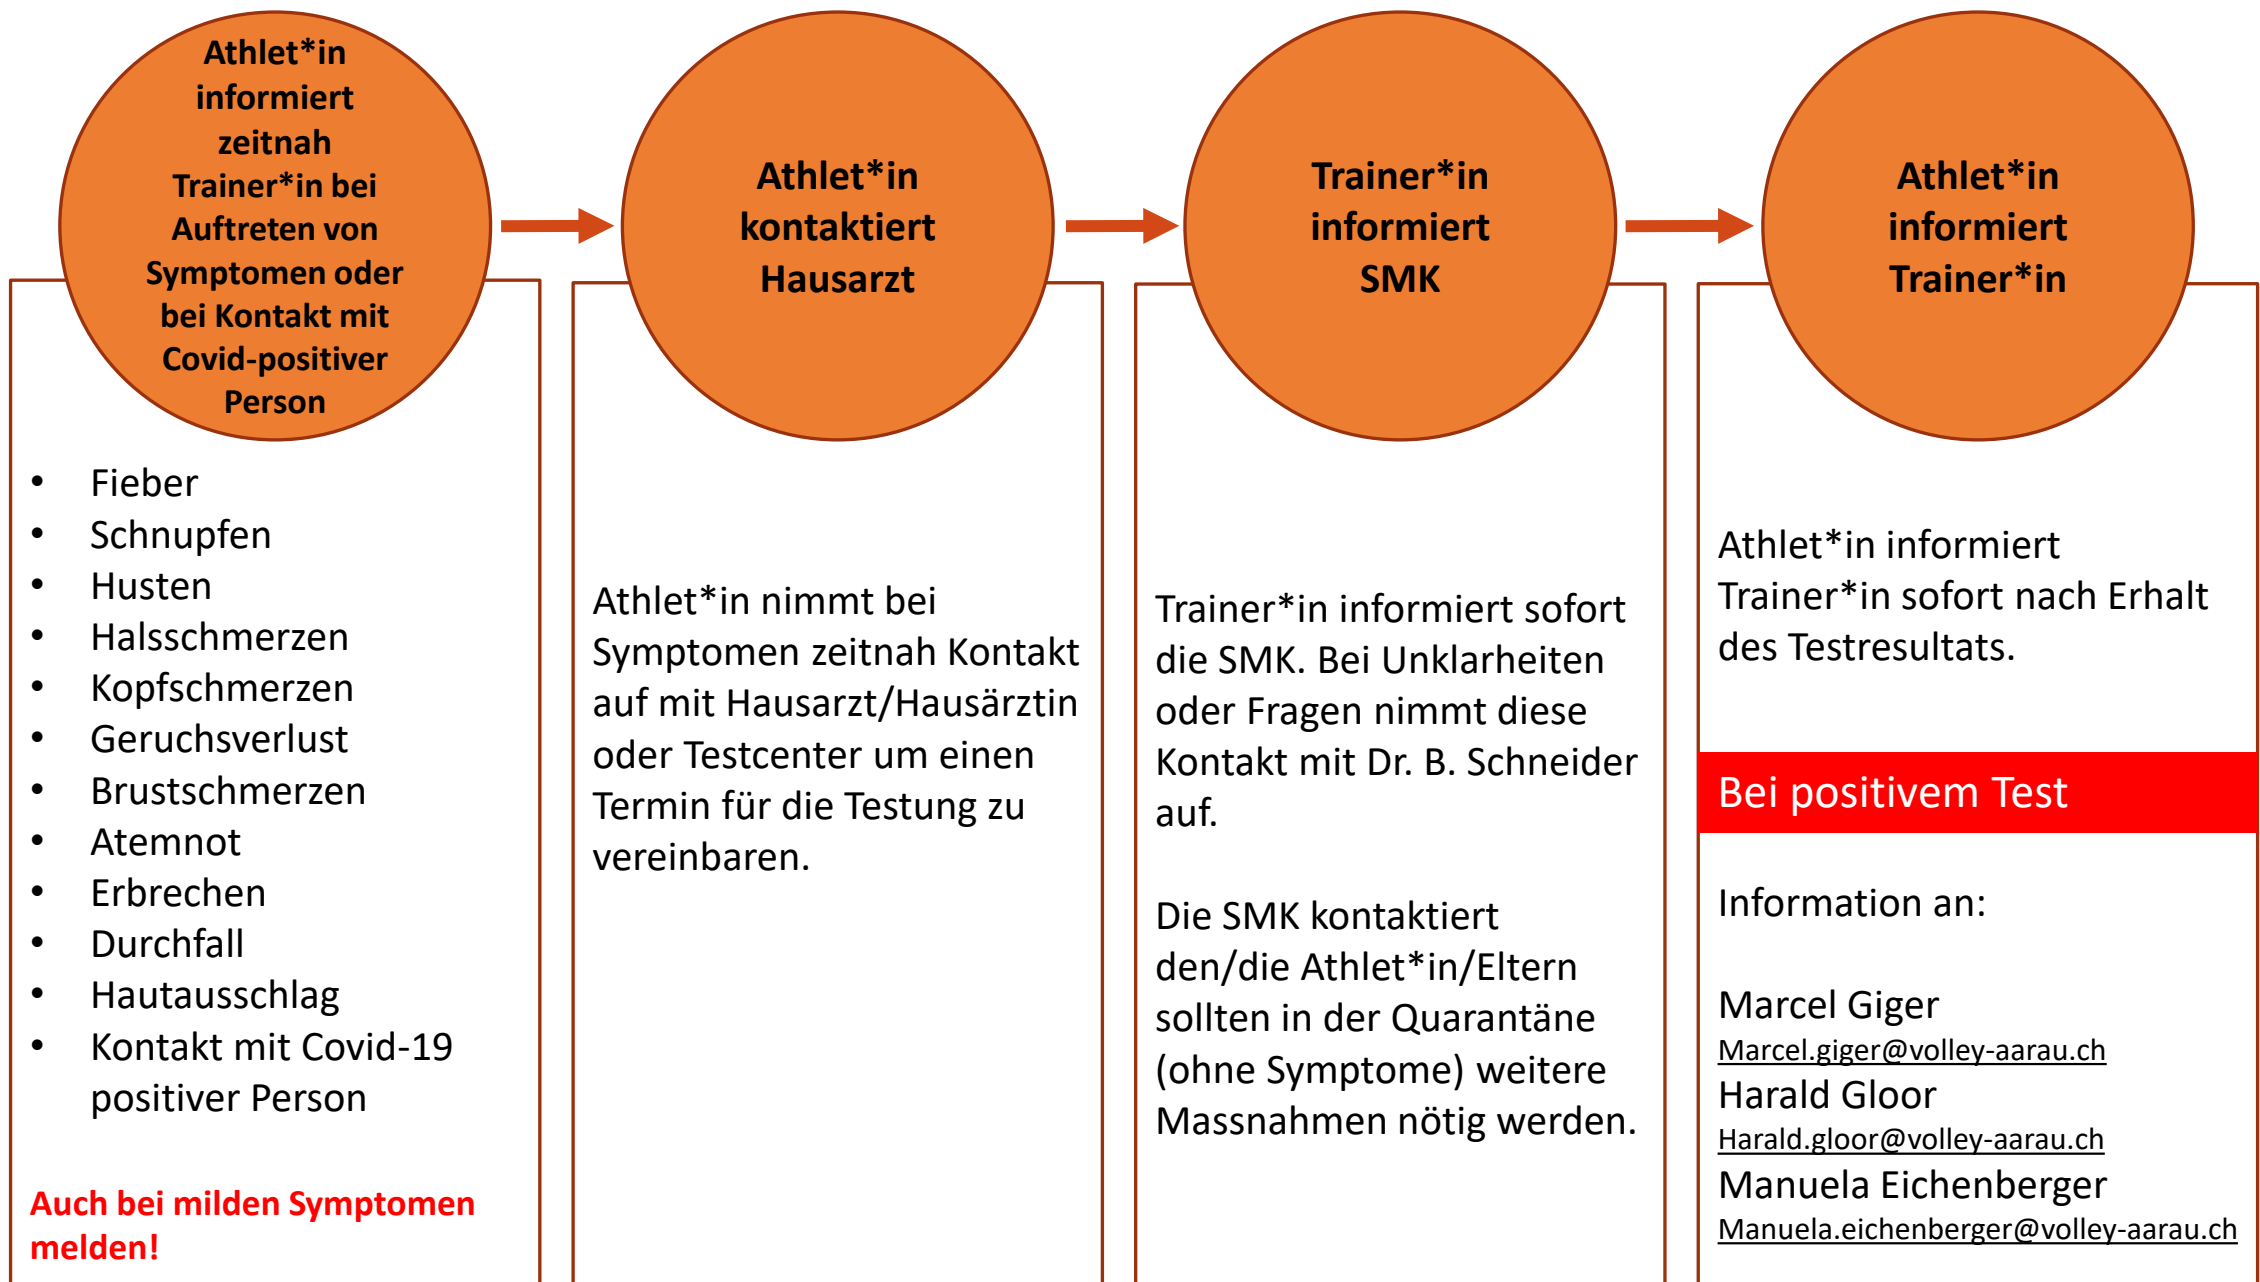 Athlet*in
informiert
zeitnah
Trainer*in bei
Auftreten von
Symptomen oder
bei Kontakt mit
Covid-positiver
Person
• Fieber
• Schnupfen
• Husten
• Halsschmerzen
• Kopfschmerzen
• Geruchsverlust
• Brustschmerzen
• Atemnot
• Erbrechen
• Durchfall
• Hautausschlag
• Kontakt mit Covid-19
positiver Person
Auch bei milden Symptomen
melden!
Athlet*in
kontaktiert
Hausarzt
Athlet*in nimmt bei
Symptomen zeitnah Kontakt
auf mit Hausarzt/Hausärztin
oder Testcenter um einen
Termin für die Testung zu
vereinbaren.
Trainer*in
informiert
SMK
Trainer*in informiert sofort
die SMK. Bei Unklarheiten
oder Fragen nimmt diese
Kontakt mit Dr. B. Schneider
auf.
Die SMK kontaktiert
den/die Athlet*in/Eltern
sollten in der Quarantäne
(ohne Symptome) weitere
Massnahmen nötig werden.
Athlet*in
informiert
Trainer*in
Athlet*in informiert
Trainer*in sofort nach Erhalt
des Testresultats.
Bei positivem Test
Information an:
Marcel Giger
Marcel.giger@volley-aarau.ch
Harald Gloor
Harald.gloor@volley-aarau.ch
Manuela Eichenberger
Manuela.eichenberger@volley-aarau.ch